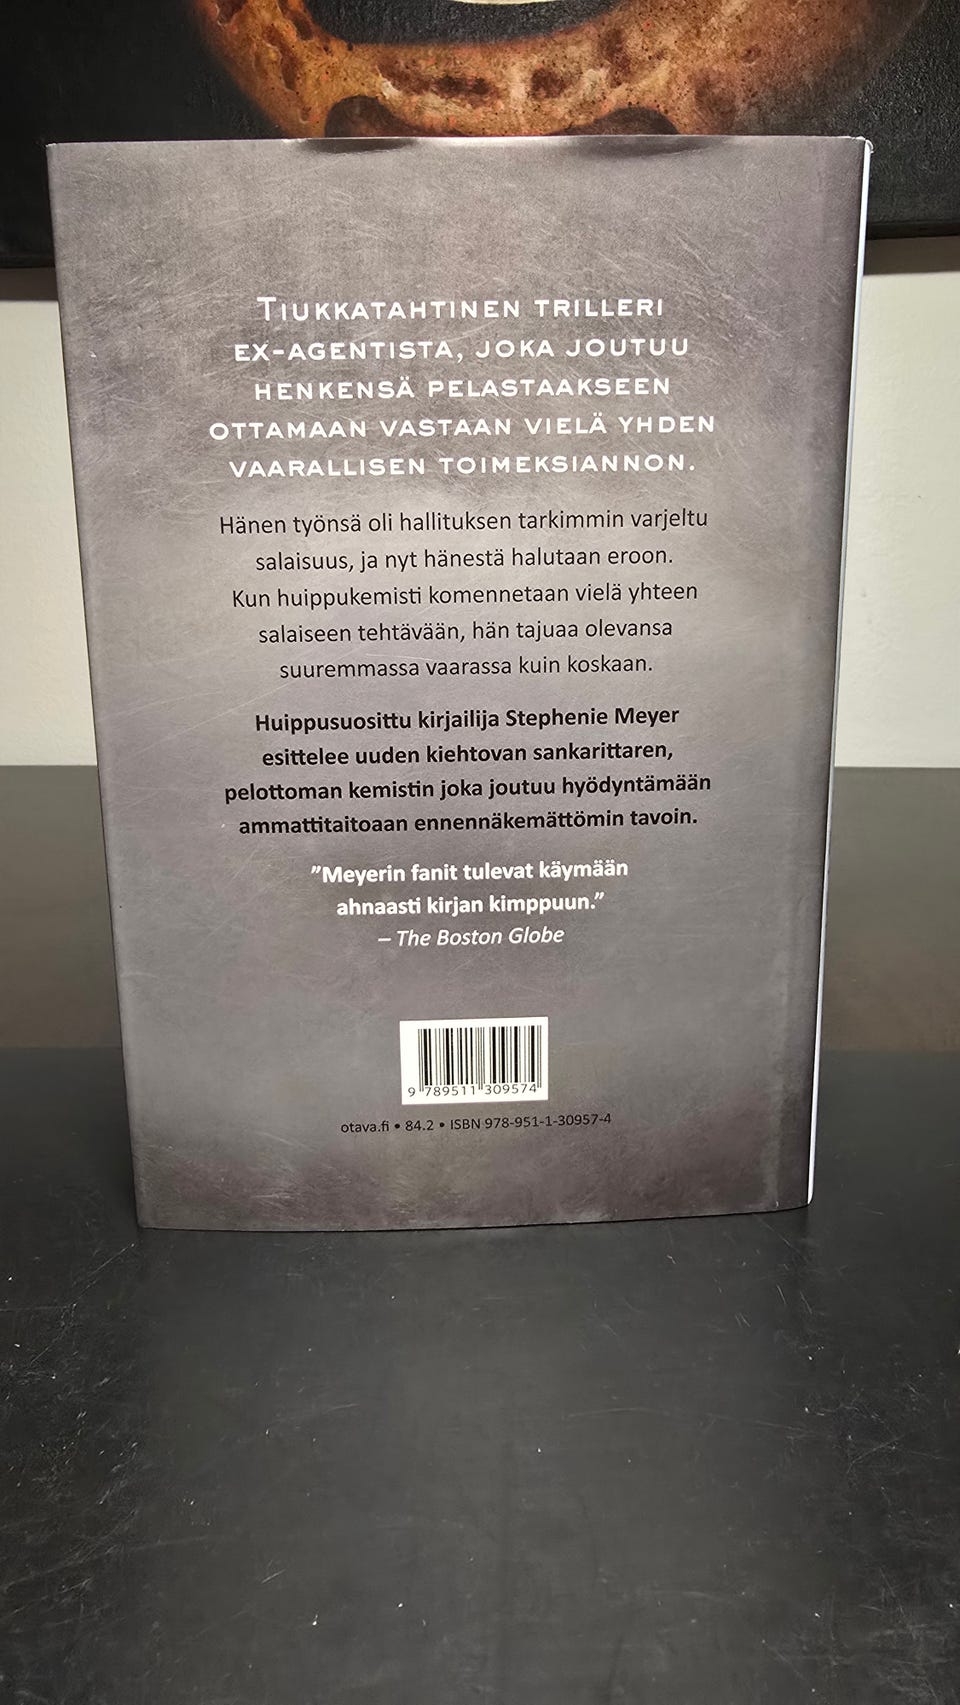 TIUKKATAHTINEN TRILLERI
EX-AGENTISTA, JOKA JOUTUU
HENKENSÄ PELASTAAKSEEN
OTTAMAAN VASTAAN VIELÄ YHDEN
VAARALLISEN TOIMEKSIANNON.
Hänen työnsä oli hallituksen tarkimmin varjeltu
salaisuus, ja nyt hänestä halutaan eroon.
Kun huippukemisti komennetaan vielä yhteen
salaiseen tehtävään, hän tajuaa olevansa
suuremmassa vaarassa kuin koskaan.
Huippusuosittu kirjailija Stephenie Meyer
esittelee uuden kiehtovan sankarittaren,
pelottoman kemistin joka joutuu hyödyntämään
ammattitaitoaan ennennäkemättömin tavoin.
”Meyerin fanit tulevat käymään
ahnaasti kirjan kimppuun.”
– The Boston Globe
9 789511 309574
otava.fi • 84.2 • ISBN 978-951-1-30957-4